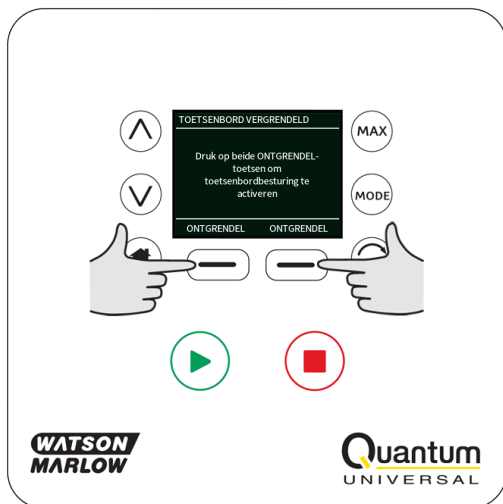 TOETSENBORD VERGRENDELD
MAX
Druk op beide ONTGRENDEL-
toetsen om
toetsenbordbesturing te
activeren
MODE
ONTGRENDEL ONTGRENDEL
WATSON
MARLOW
Quantum
UNIVERSAL